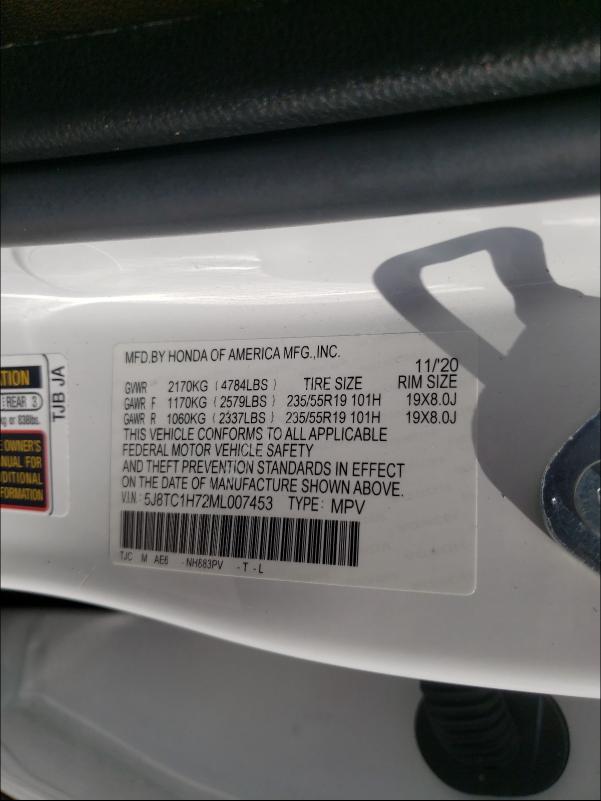 MFD.BY HONDA OF AMERICA MFG.,INC.
11/'20
GVWR 2170KG (4784LBS) TIRE SIZE RIM SIZE
GAWR F 1170KG (2579LBS) 235/55R19 101H 19X8.0J
GAWR R 1060KG (2337LBS) 235/55R19 101H 19X8.0J
THIS VEHICLE CONFORMS TO ALL APPLICABLE
FEDERAL MOTOR VEHICLE SAFETY
AND THEFT PREVENTION STANDARDS IN EFFECT
ON THE DATE OF MANUFACTURE SHOWN ABOVE.
V.I.N: 5J8TC1H72ML007453 TYPE: MPV
TJC M AE6 NH883PV -T -L
REAR 3
kg or 838lbs.
OWNER'S
FOR
TJB JA